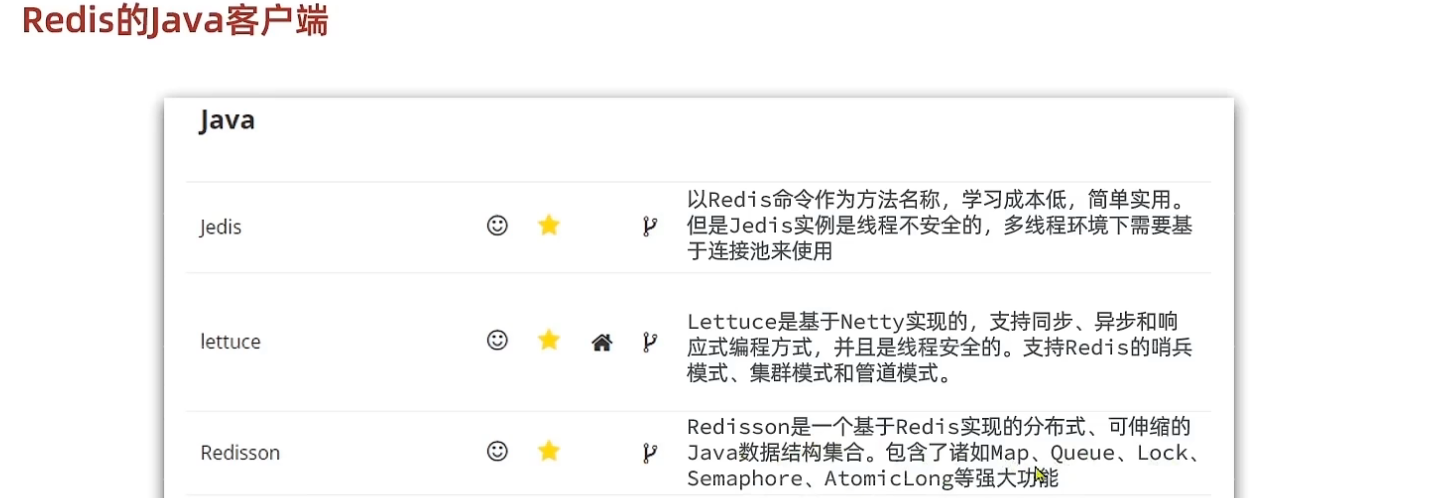 Redis的Java客户端
Java
Jedis
以Redis命令作为方法名称，学习成本低，简单实用。
但是Jedis实例是线程不安全的，多线程环境下需要基
于连接池来使用
lettuce
Lettuce是基于Netty实现的，支持同步、异步和响
应式编程方式，并且是线程安全的。支持Redis的哨兵
模式、集群模式和管道模式。
Redisson
Redisson是一个基于Redis实现的分布式、可伸缩的
Java数据结构集合。包含了诸如Map、Queue、Lock、
Semaphore、AtomicLong等强大功能